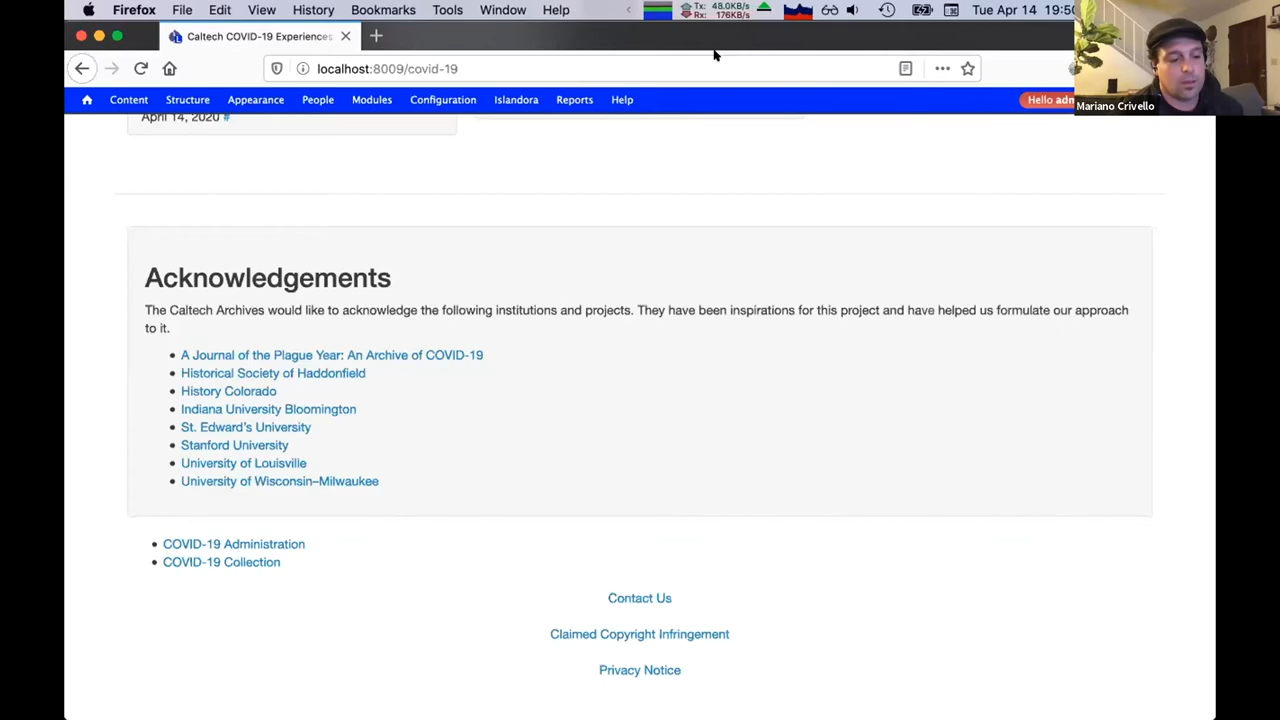 Firefox File Edit View History Bookmarks Tools Window Help Tx: 48.0KB/s Rx: 176KB/s Tue Apr 14 19:50
Caltech COVID-19 Experiences
localhost:8009/covid-19
Mariano Crivello
Content Structure Appearance People Modules Configuration Islandora Reports Help Hello
April 14, 2020 #
Acknowledgements
The Caltech Archives would like to acknowledge the following institutions and projects. They have been inspirations for this project and have helped us formulate our approach
to it.
A Journal of the Plague Year: An Archive of COVID-19
Historical Society of Haddonfield
History Colorado
Indiana University Bloomington
St. Edward’s University
Stanford University
University of Louisville
University of Wisconsin–Milwaukee
COVID-19 Administration
COVID-19 Collection
Contact Us
Claimed Copyright Infringement
Privacy Notice